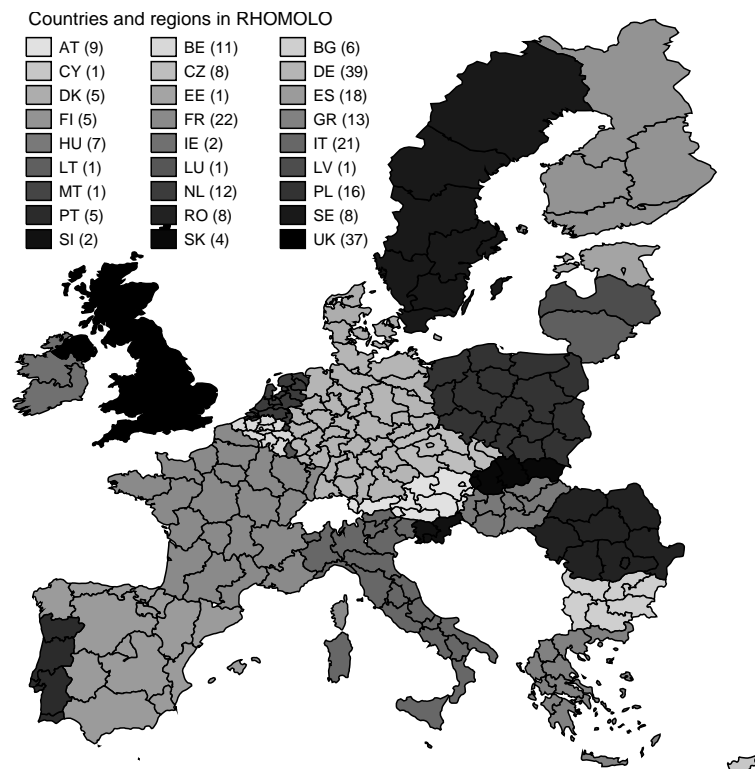 Countries and regions in RHOMOLO
AT (9) BE (11) BG (6)
CY (1) CZ (8) DE (39)
DK (5) EE (1) ES (18)
FI (5) FR (22) GR (13)
HU (7) IE (2) IT (21)
LT (1) LU (1) LV (1)
MT (1) NL (12) PL (16)
PT (5) RO (8) SE (8)
SI (2) SK (4) UK (37)